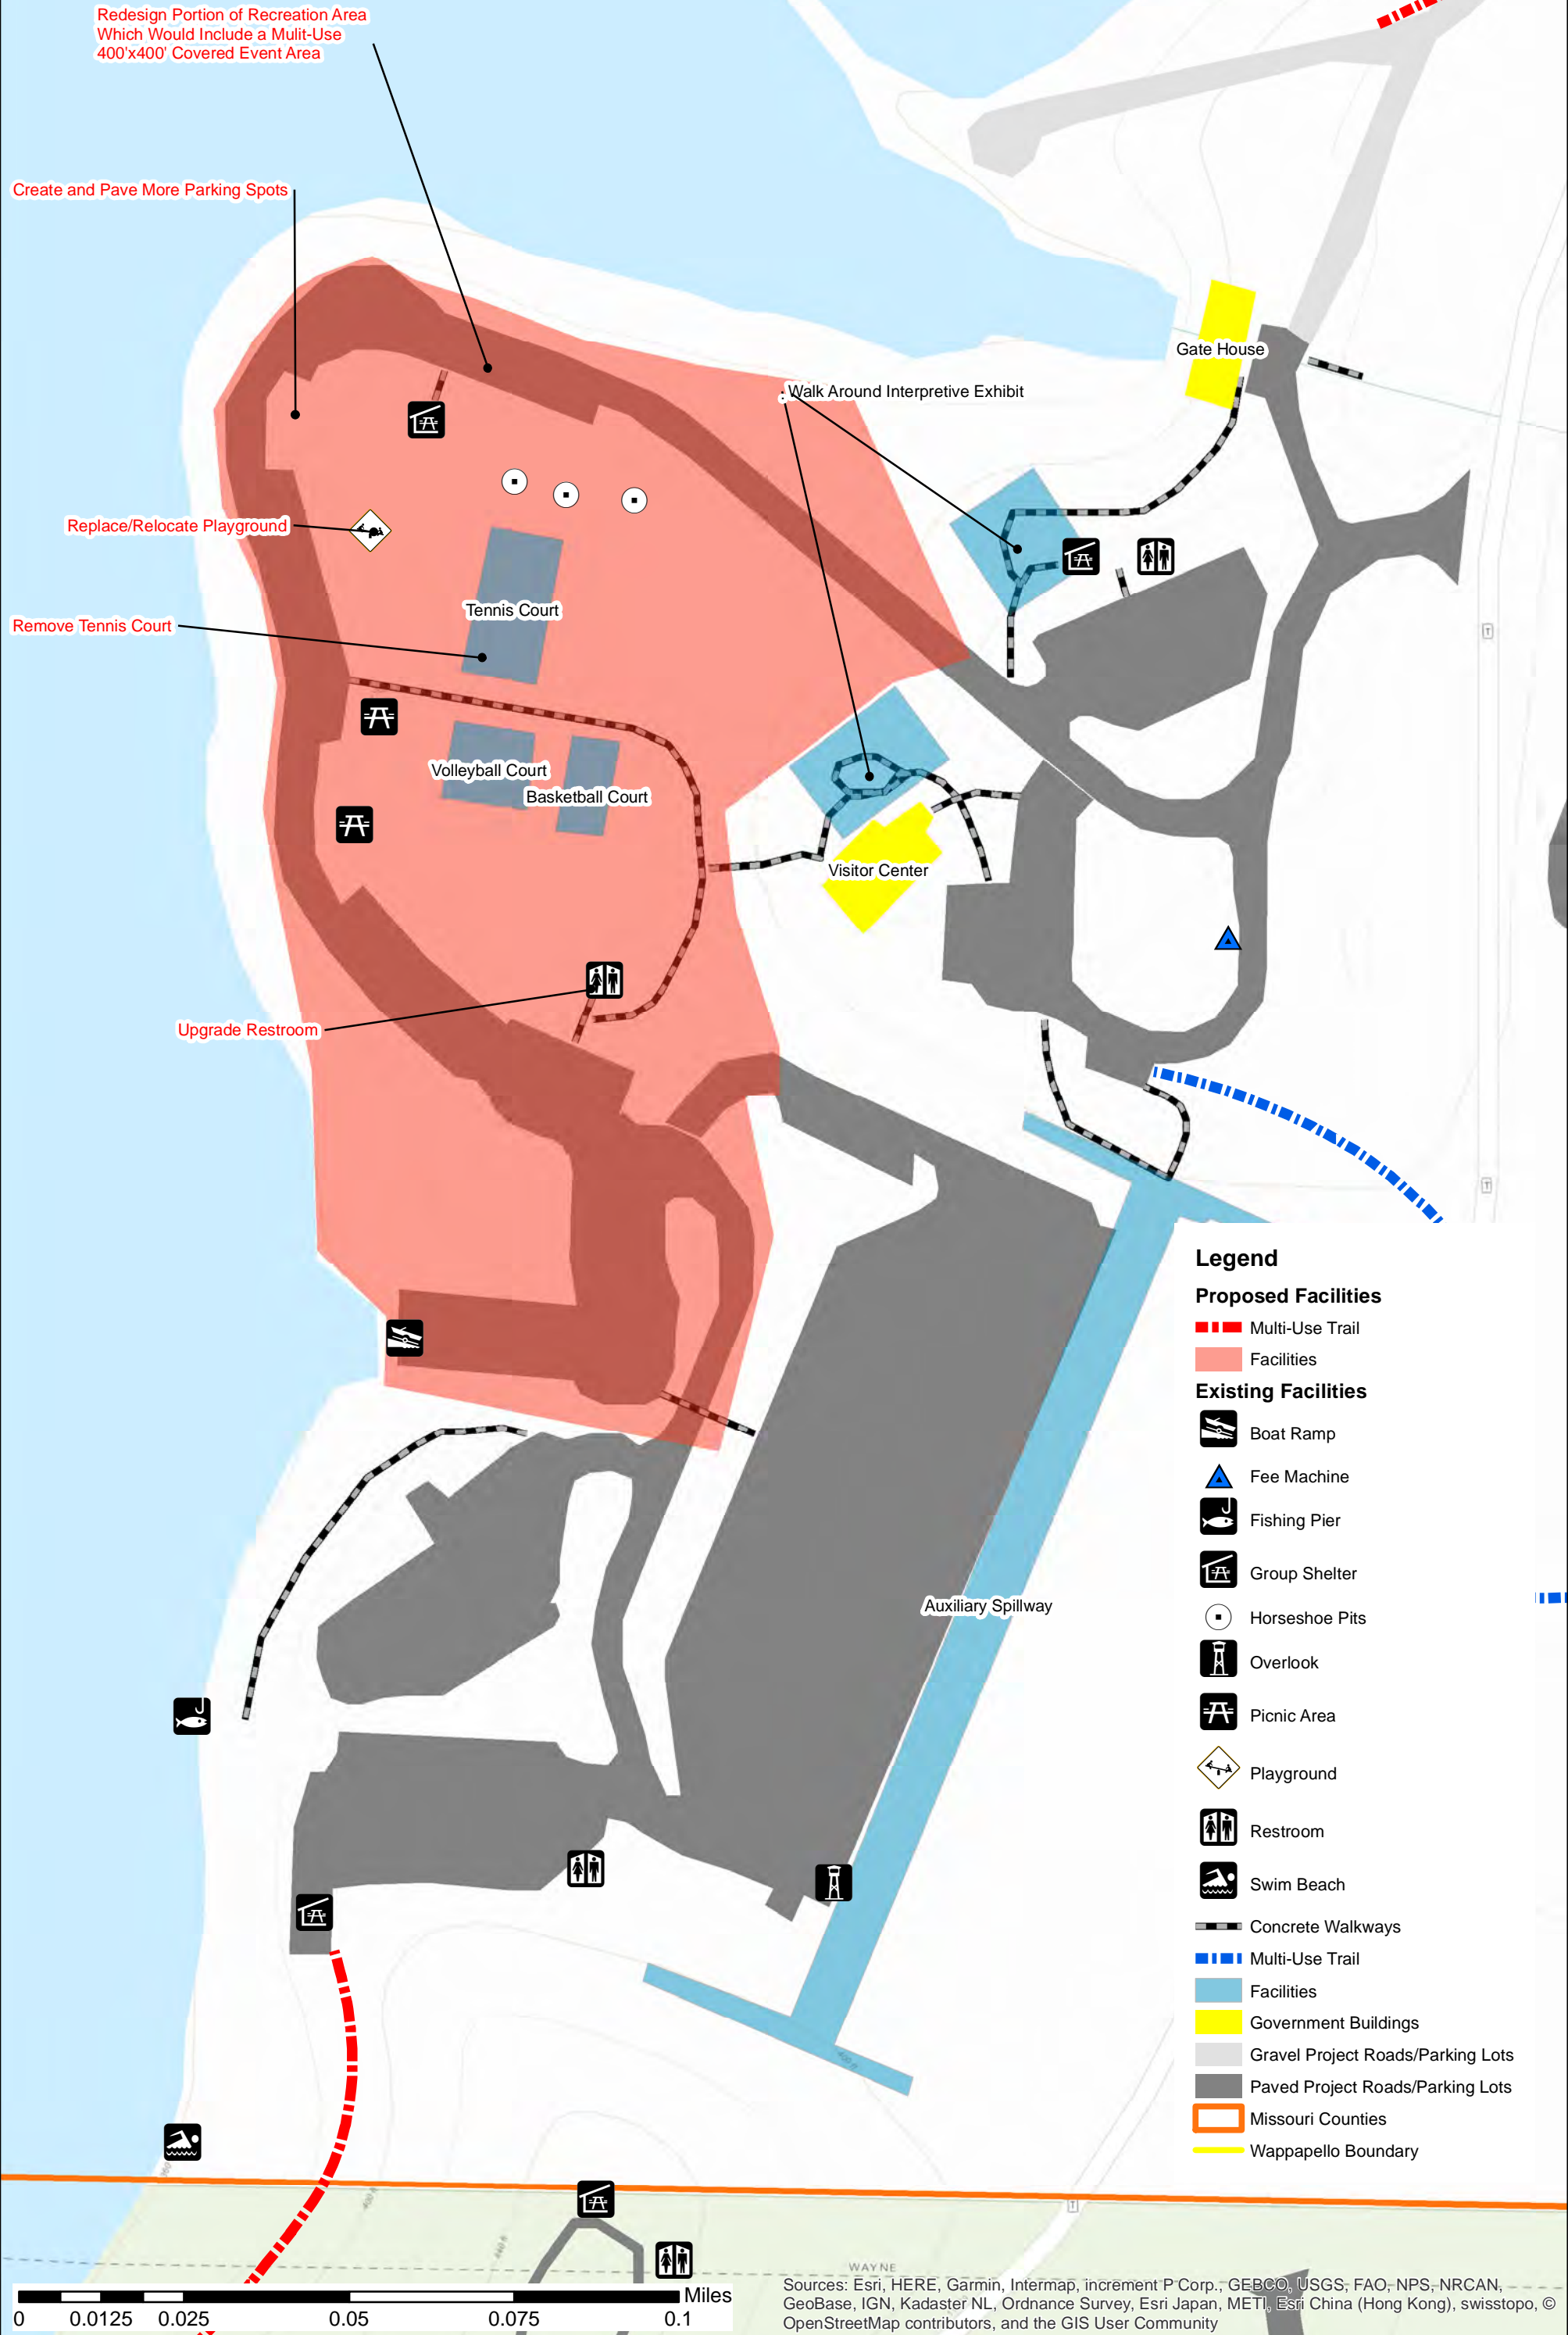 Redesign Portion of Recreation Area
Which Would Include a Mulit-Use
400'x400' Covered Event Area
Create and Pave More Parking Spots
Gate House
Walk Around Interpretive Exhibit
Replace/Relocate Playground
Tennis Court
Remove Tennis Court
T
Volleyball Court
Basketball Court
Visitor Center
Upgrade Restroom
T
Auxiliary Spillway
Legend
Proposed Facilities
Multi-Use Trail
Facilities
Existing Facilities
Boat Ramp
Fee Machine
Fishing Pier
Group Shelter
Horseshoe Pits
Overlook
Picnic Area
Playground
Restroom
Swim Beach
Concrete Walkways
Multi-Use Trail
Facilities
Government Buildings
Gravel Project Roads/Parking Lots
Paved Project Roads/Parking Lots
Missouri Counties
Wappapello Boundary
400 ft
360
400 ft
440 ft
T
WAYNE
Miles
0 0.0125 0.025 0.05 0.075 0.1
Sources: Esri, HERE, Garmin, Intermap, increment P Corp., GEBCO, USGS, FAO, NPS, NRCAN,
GeoBase, IGN, Kadaster NL, Ordnance Survey, Esri Japan, METI, Esri China (Hong Kong), swisstopo, ©
OpenStreetMap contributors, and the GIS User Community